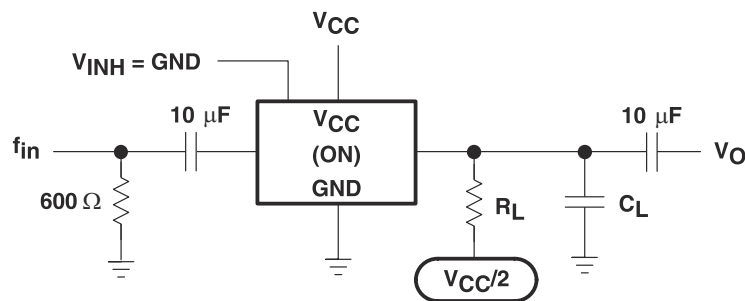 VCC
VINH = GND
10 μF
VCC
(ON)
GND
10 μF
fin
VO
600 Ω
RL
CL
VCC/2